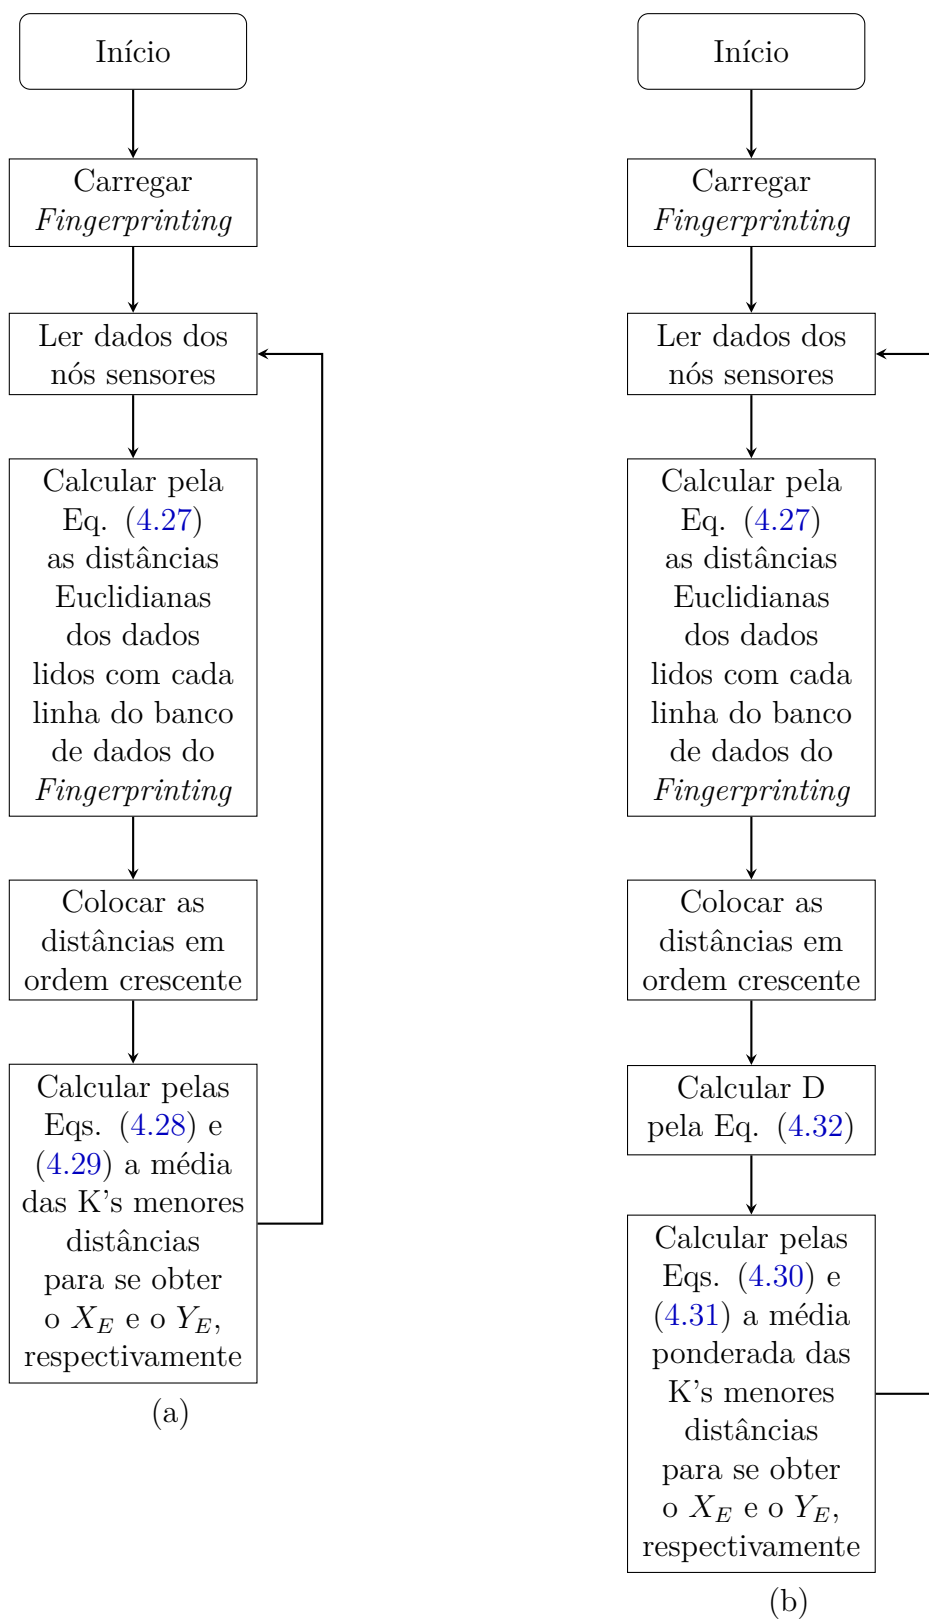 Início
Carregar
Fingerprinting
Ler dados dos
nós sensores
Calcular pela
Eq. (4.27)
as distâncias
Euclidianas
dos dados
lidos com cada
linha do banco
de dados do
Fingerprinting
Colocar as
distâncias em
ordem crescente
Calcular pelas
Eqs. (4.28) e
(4.29) a média
das K's menores
distâncias
para se obter
o X_E e o Y_E,
respectivamente
(a)
Início
Carregar
Fingerprinting
Ler dados dos
nós sensores
Calcular pela
Eq. (4.27)
as distâncias
Euclidianas
dos dados
lidos com cada
linha do banco
de dados do
Fingerprinting
Colocar as
distâncias em
ordem crescente
Calcular D
pela Eq. (4.32)
Calcular pelas
Eqs. (4.30) e
(4.31) a média
ponderada das
K's menores
distâncias
para se obter
o X_E e o Y_E,
respectivamente
(b)